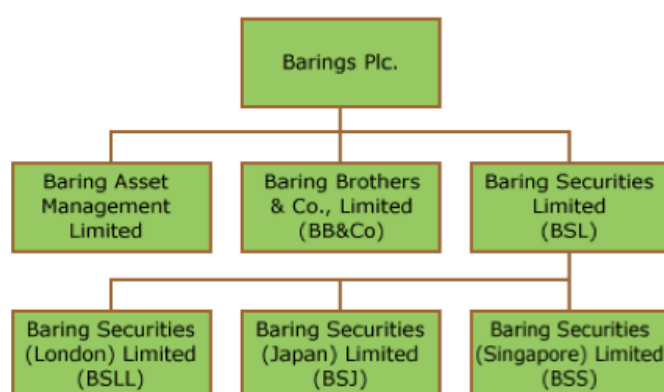 Barings Plc.
Baring Asset
Management
Limited
Baring Brothers
& Co., Limited
(BB&Co)
Baring Securities
Limited
(BSL)
Baring Securities
(London) Limited
(BSLL)
Baring Securities
(Japan) Limited
(BSJ)
Baring Securities
(Singapore) Limited
(BSS)